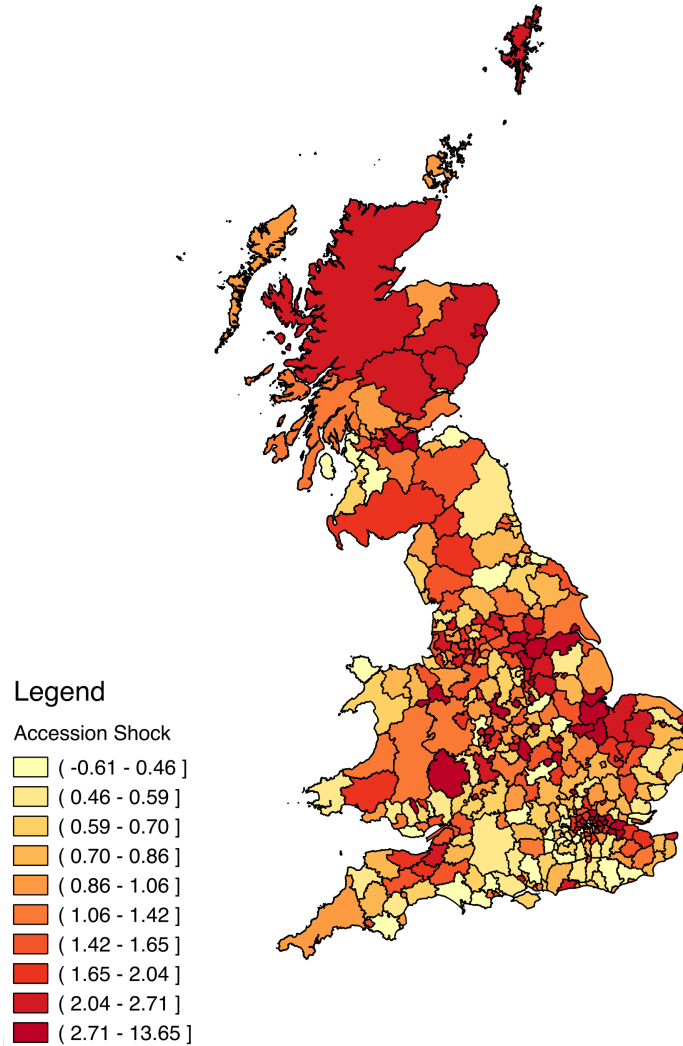 Legend
Accession Shock
( -0.61 - 0.46 ]
( 0.46 - 0.59 ]
( 0.59 - 0.70 ]
( 0.70 - 0.86 ]
( 0.86 - 1.06 ]
( 1.06 - 1.42 ]
( 1.42 - 1.65 ]
( 1.65 - 2.04 ]
( 2.04 - 2.71 ]
( 2.71 - 13.65 ]